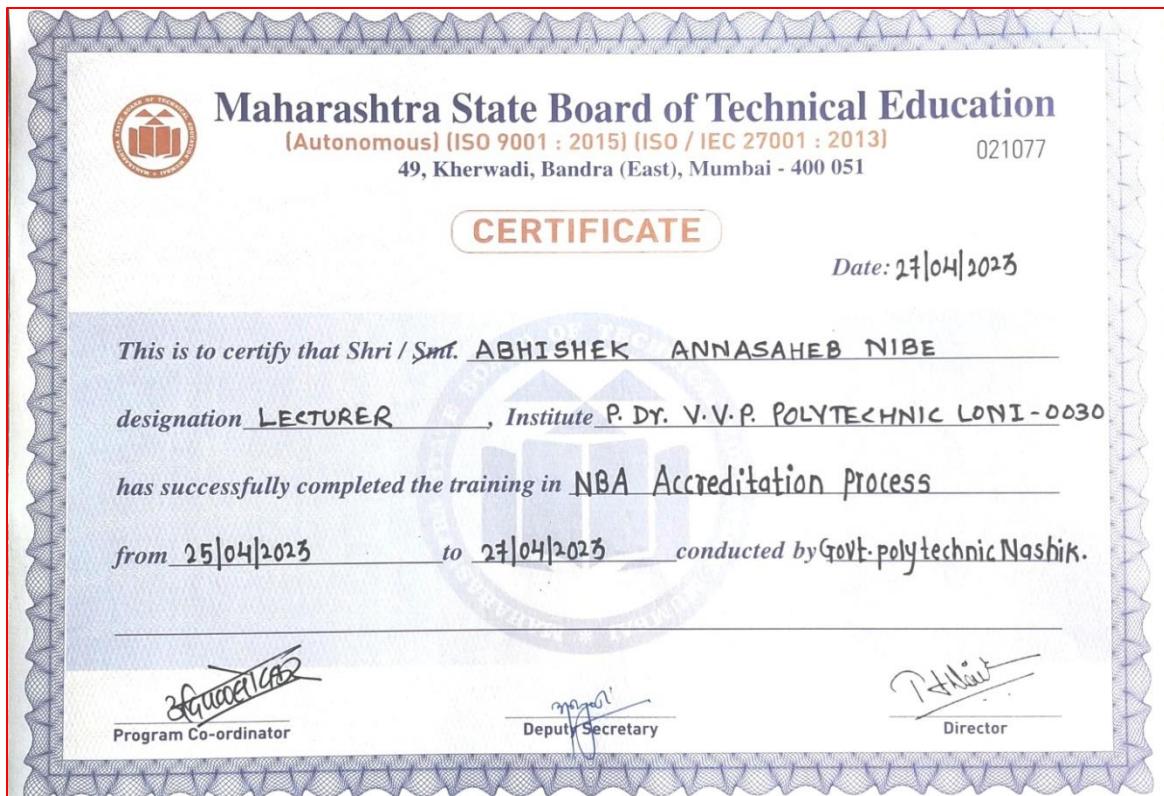 Maharashtra State Board of Technical Education
(Autonomous) (ISO 9001 : 2015) (ISO / IEC 27001 : 2013)
021077
49, Kherwadi, Bandra (East), Mumbai - 400 051
CERTIFICATE
Date: 27/04/2023
This is to certify that Shri / Smt. ABHISHEK ANNASAHEB NIBE
designation LECTURER, Institute P. DY. V.V.P. POLYTECHNIC LONI-0030
has successfully completed the training in NBA Accreditation Process
from 25/04/2023 to 27/04/2023 conducted by Govt. polytechnic Nashik.
Program Co-ordinator
Deputy Secretary
Director